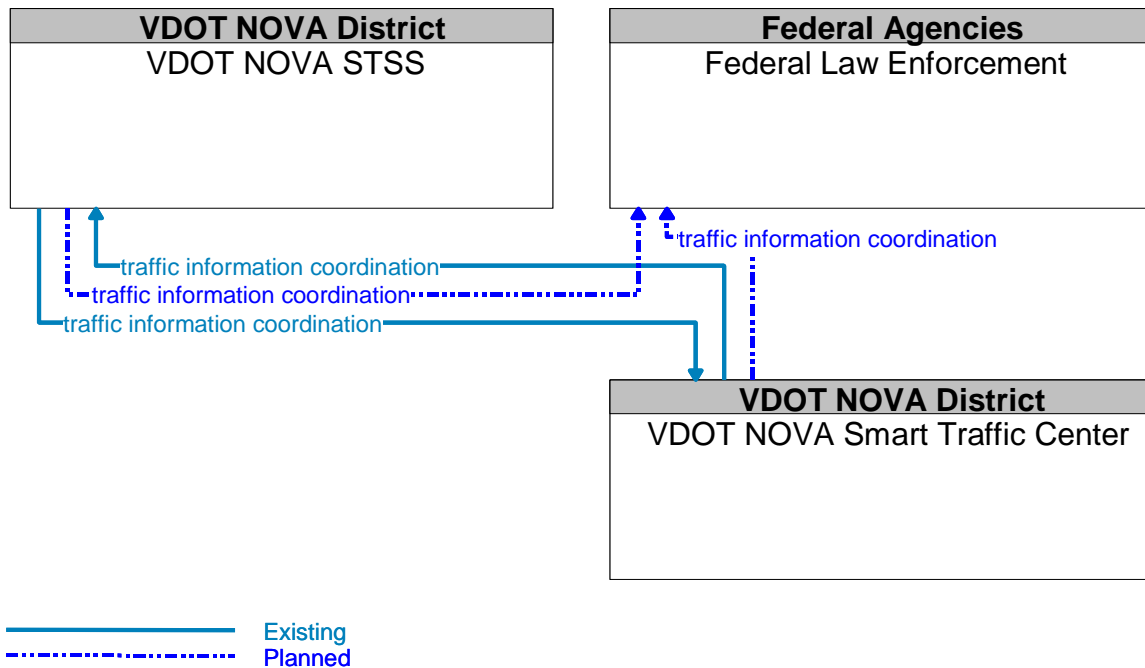 VDOT NOVA District
VDOT NOVA STSS
Federal Agencies
Federal Law Enforcement
traffic information coordination
traffic information coordination
traffic information coordination
traffic information coordination
VDOT NOVA District
VDOT NOVA Smart Traffic Center
Existing
Planned